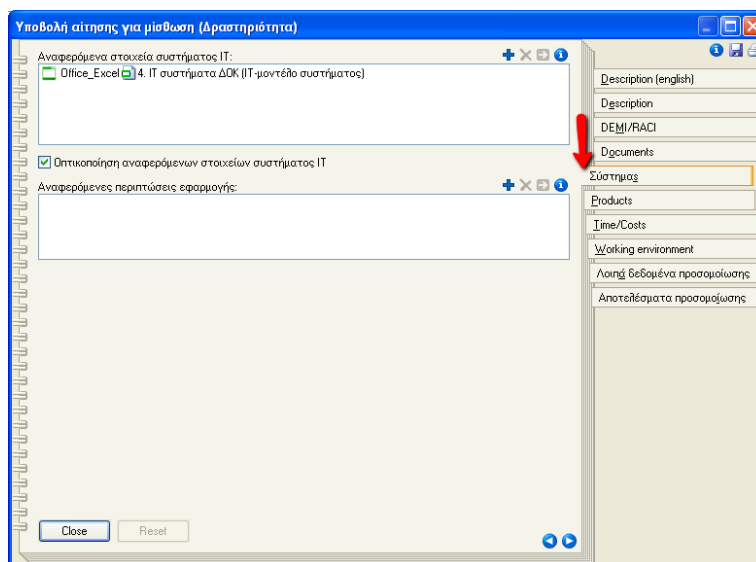 Υποβολή αίτησης για μίσθωση (Δραστηριότητα)
Αναφερόμενα στοιχεία συστήματος IT:
Office_Excel 4. IT συστήματα ΔΟΚ (IT-μοντέλο συστήματος)
Οπτικοποίηση αναφερόμενων στοιχείων συστήματος IT
Αναφερόμενες περιπτώσεις εφαρμογής:
Close
Reset
Description (english)
Description
DEMI/RACI
Documents
Σύστημας
Products
Time/Costs
Working environment
Λοιπά δεδομένα προσομοίωσης
Αποτελέσματα προσομοίωσης